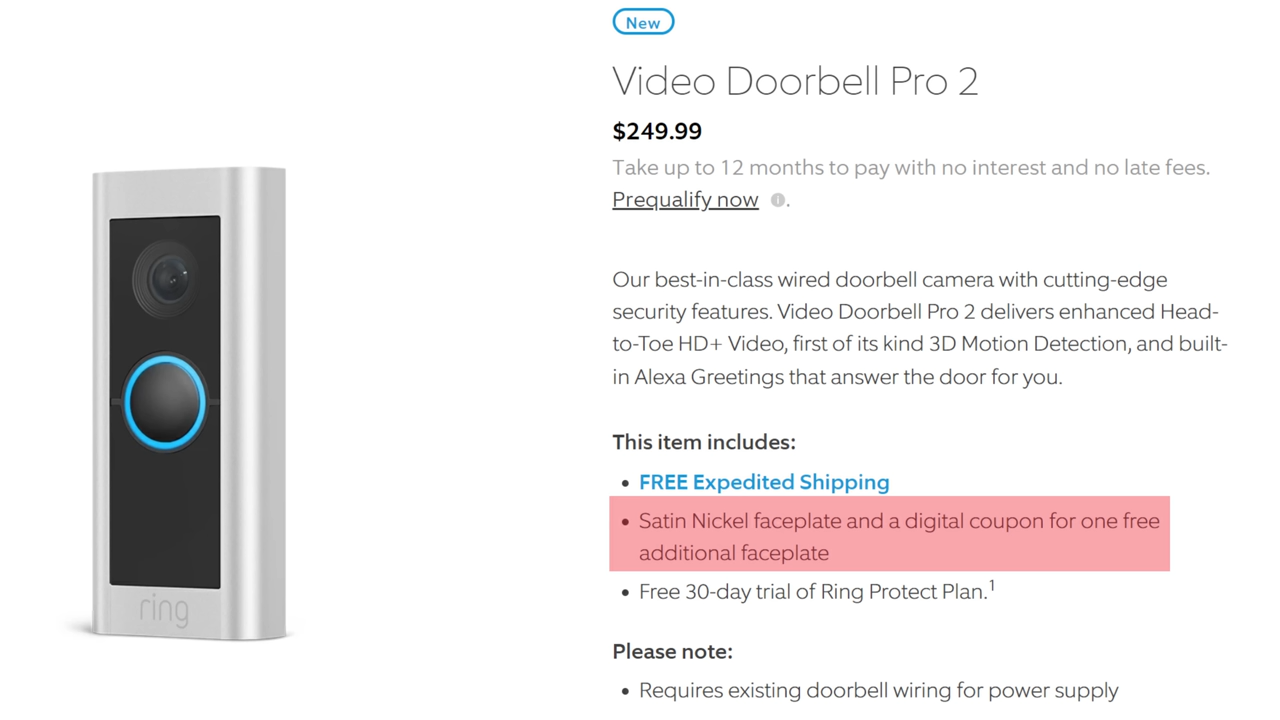 New
Video Doorbell Pro 2
$249.99
Take up to 12 months to pay with no interest and no late fees.
Prequalify now i.
Our best-in-class wired doorbell camera with cutting-edge
security features. Video Doorbell Pro 2 delivers enhanced Head-
to-Toe HD+ Video, first of its kind 3D Motion Detection, and built-
in Alexa Greetings that answer the door for you.
This item includes:
• FREE Expedited Shipping
• Satin Nickel faceplate and a digital coupon for one free
additional faceplate
• Free 30-day trial of Ring Protect Plan.¹
Please note:
• Requires existing doorbell wiring for power supply
ring